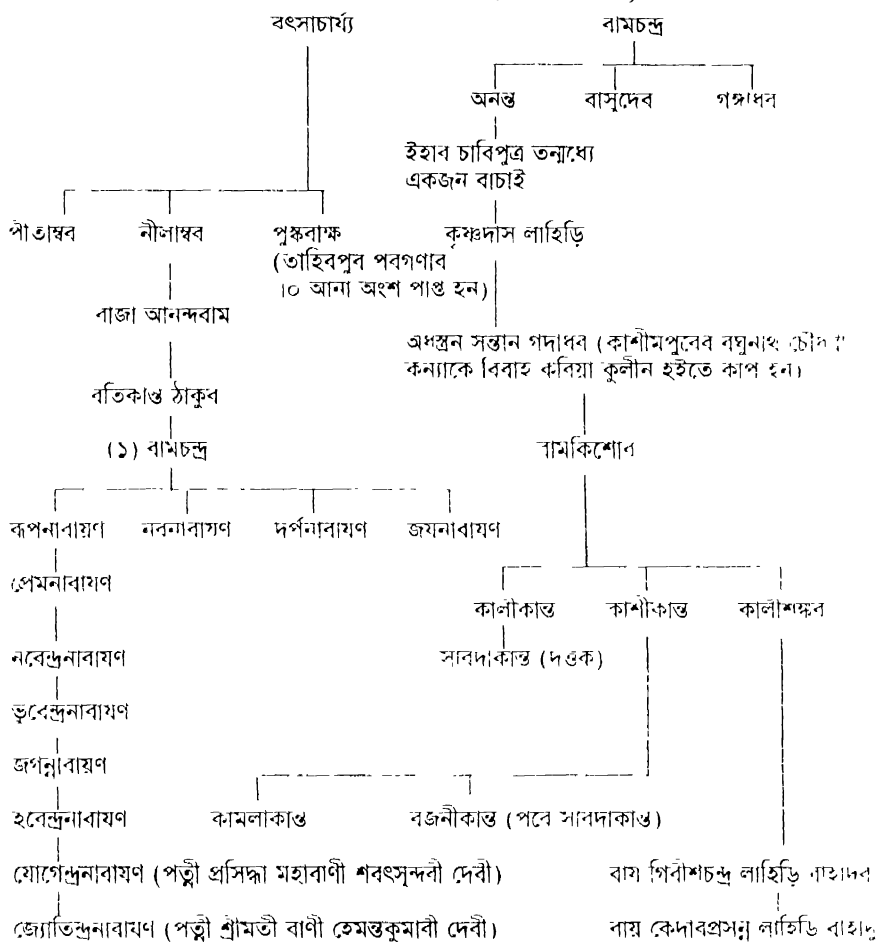 বৎসাচার্য্য রামচন্দ্র
অনন্ত বাসুদেব গঙ্গাধর
ইহার চারিপুত্র তন্মধ্যে
একজন বাচাই
পীতাম্বর নীলাম্বর পুষ্করাক্ষ কৃষ্ণদাস লাহিড়ি
(তাহিরপুর পরগণার
।০ আনা অংশ পাপ্ত হন)
রাজা আনন্দরাম
অধস্তন সন্তান গদাধর (কাশীমপুরের রঘুনাথ
কন্যাকে বিবাহ করিয়া কুলীন হইতে কাপ হন)
রতিকান্ত ঠাকুর
(১) রামচন্দ্র রামকিশোর
রূপনারায়ণ নরনারায়ণ দর্পনারায়ণ জয়নারায়ণ
প্রেমনারায়ণ
কালীকান্ত কাশীকান্ত কালীশঙ্কর
নরেন্দ্রনারায়ণ সারদাকান্ত (দত্তক)
ভুবেন্দ্রনারায়ণ
জগন্নারায়ণ
হরেন্দ্রনারায়ণ কামলাকান্ত রজনীকান্ত (পরে সারদাকান্ত)
যোগেন্দ্রনারায়ণ (পত্নী প্রসিদ্ধা মহারাণী শরৎসুন্দরী দেবী) রায় গিরীশচন্দ্র লাহিড়ি বাহাদর
জ্যোতিন্দ্রনারায়ণ (পত্নী শ্রীমতী রাণী হেমন্তকুমারী দেবী) রায় কেদারপ্রসন্ন লাহিড়ি বাহাদু